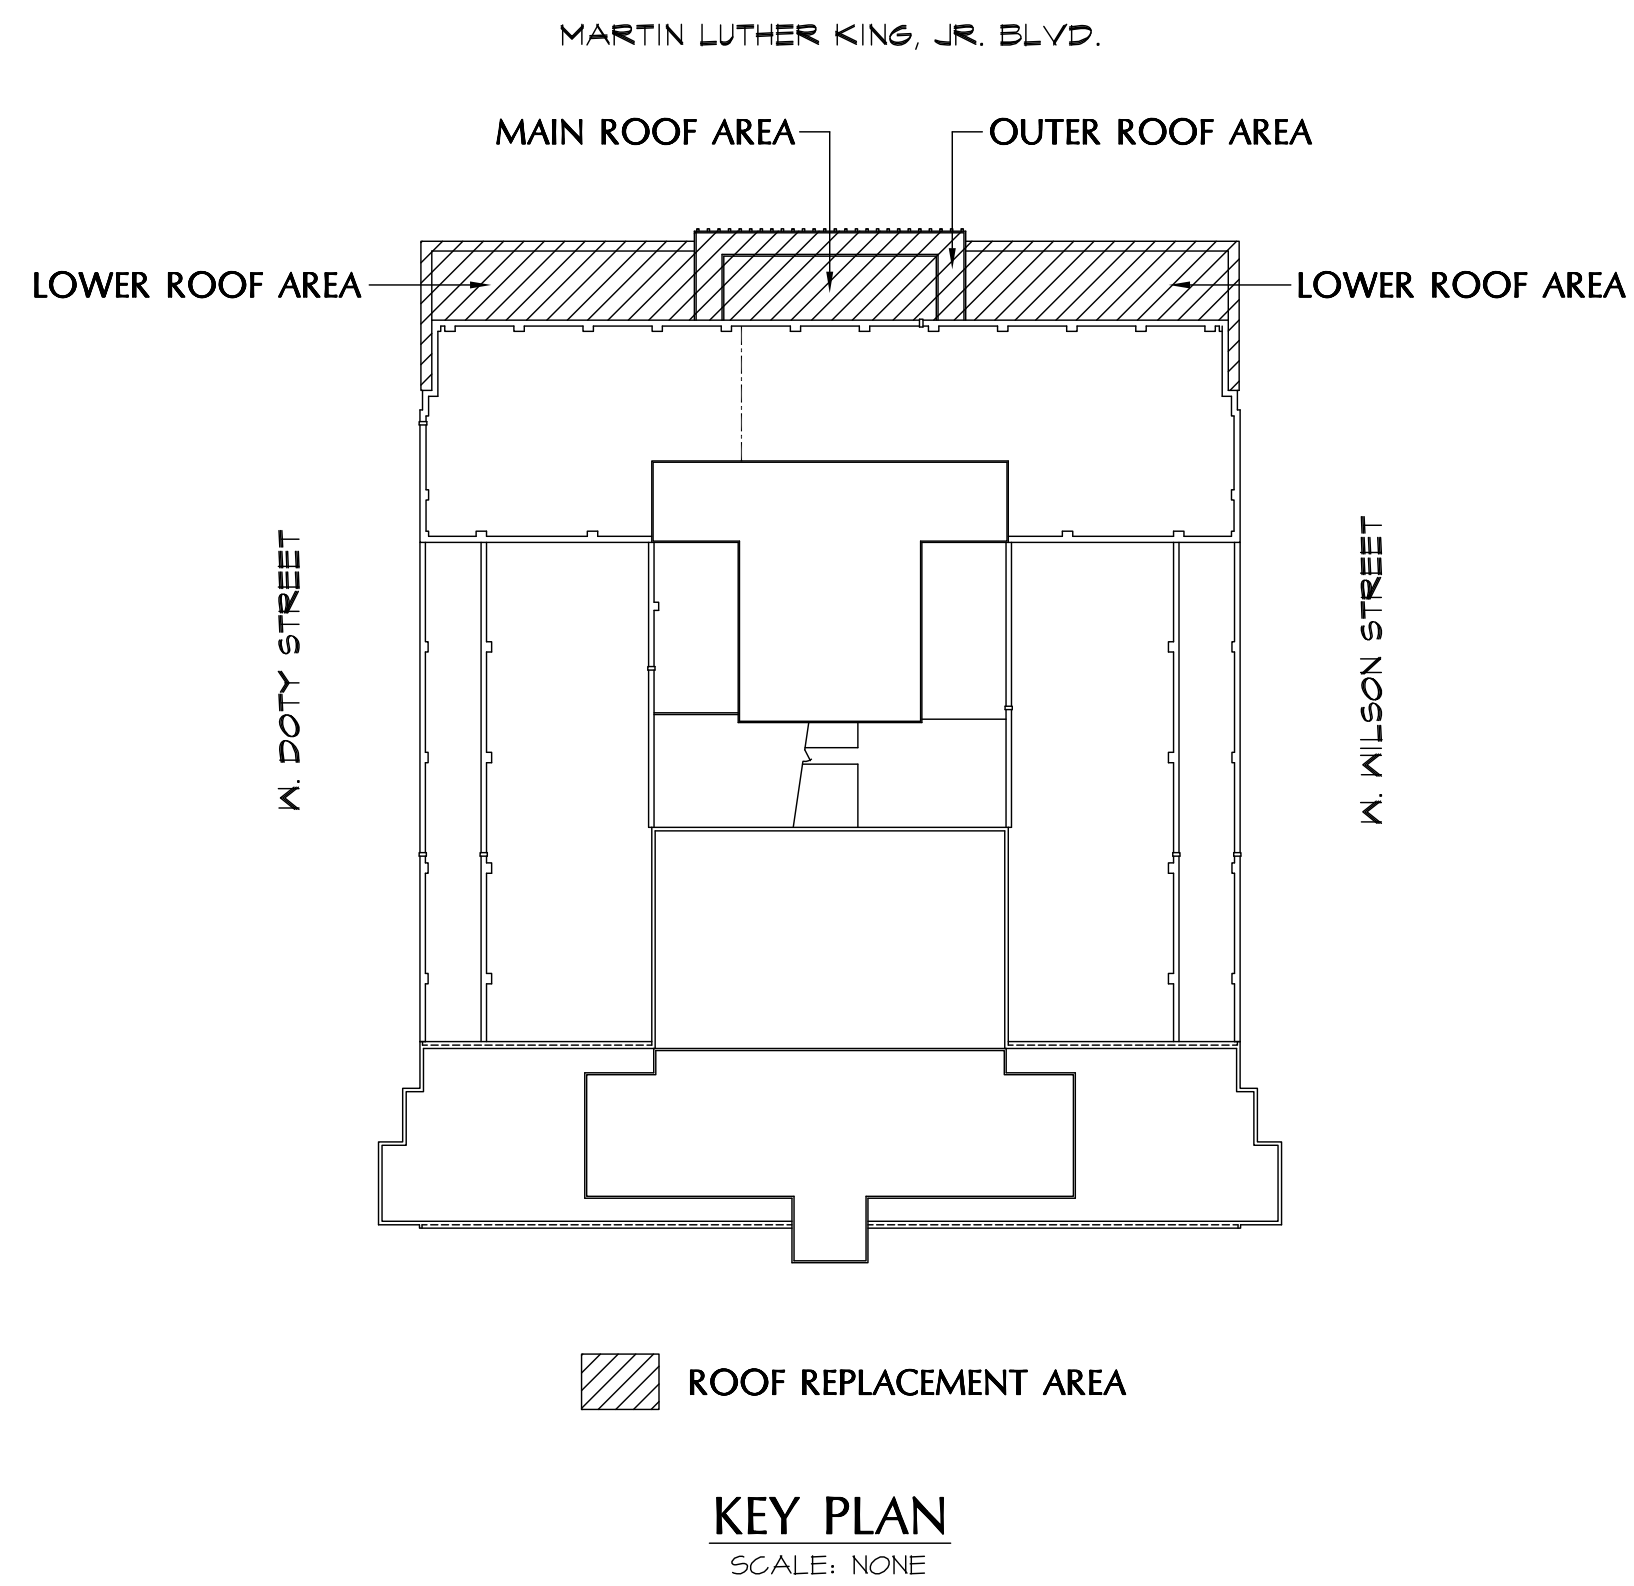 MARTIN LUTHER KING, JR. BLVD.
MAIN ROOF AREA
OUTER ROOF AREA
LOWER ROOF AREA
LOWER ROOF AREA
W. DOTY STREET
W. WILSON STREET
ROOF REPLACEMENT AREA
KEY PLAN
SCALE: NONE